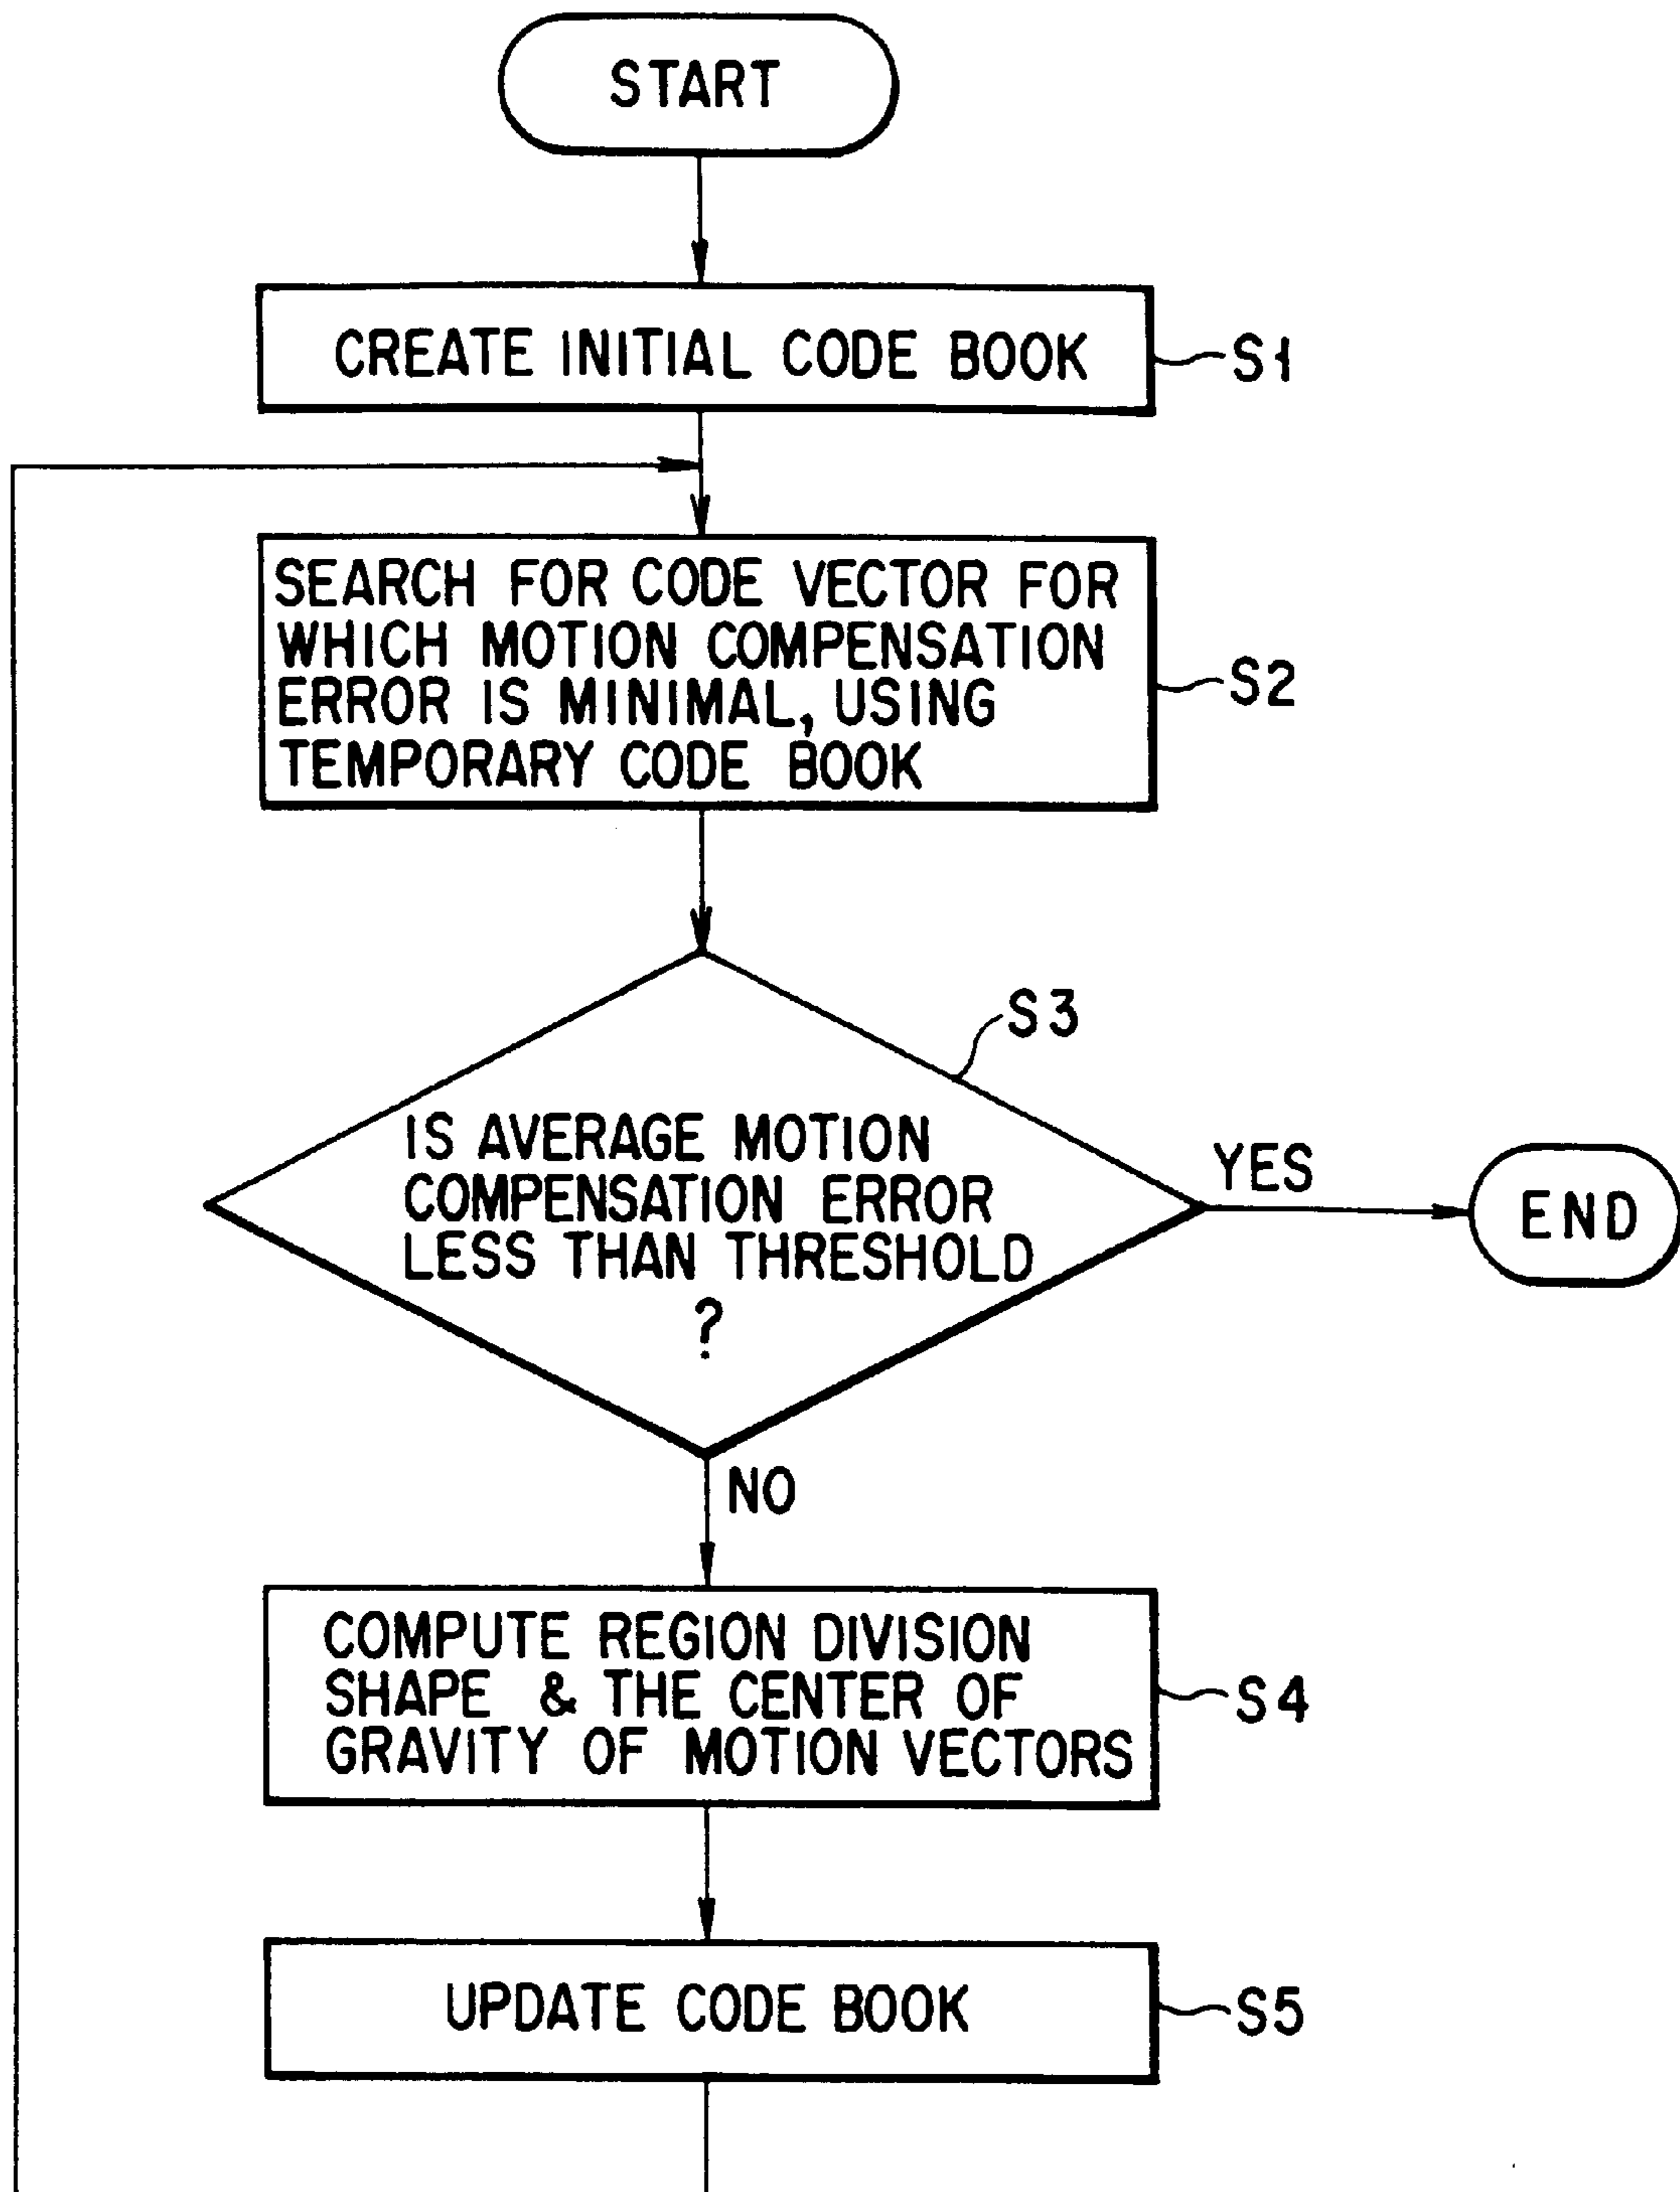 START
CREATE INITIAL CODE BOOK
S1
SEARCH FOR CODE VECTOR FOR
WHICH MOTION COMPENSATION
ERROR IS MINIMAL, USING
TEMPORARY CODE BOOK
S2
S3
IS AVERAGE MOTION
COMPENSATION ERROR
LESS THAN THRESHOLD
?
YES
END
NO
COMPUTE REGION DIVISION
SHAPE & THE CENTER OF
GRAVITY OF MOTION VECTORS
S4
UPDATE CODE BOOK
S5